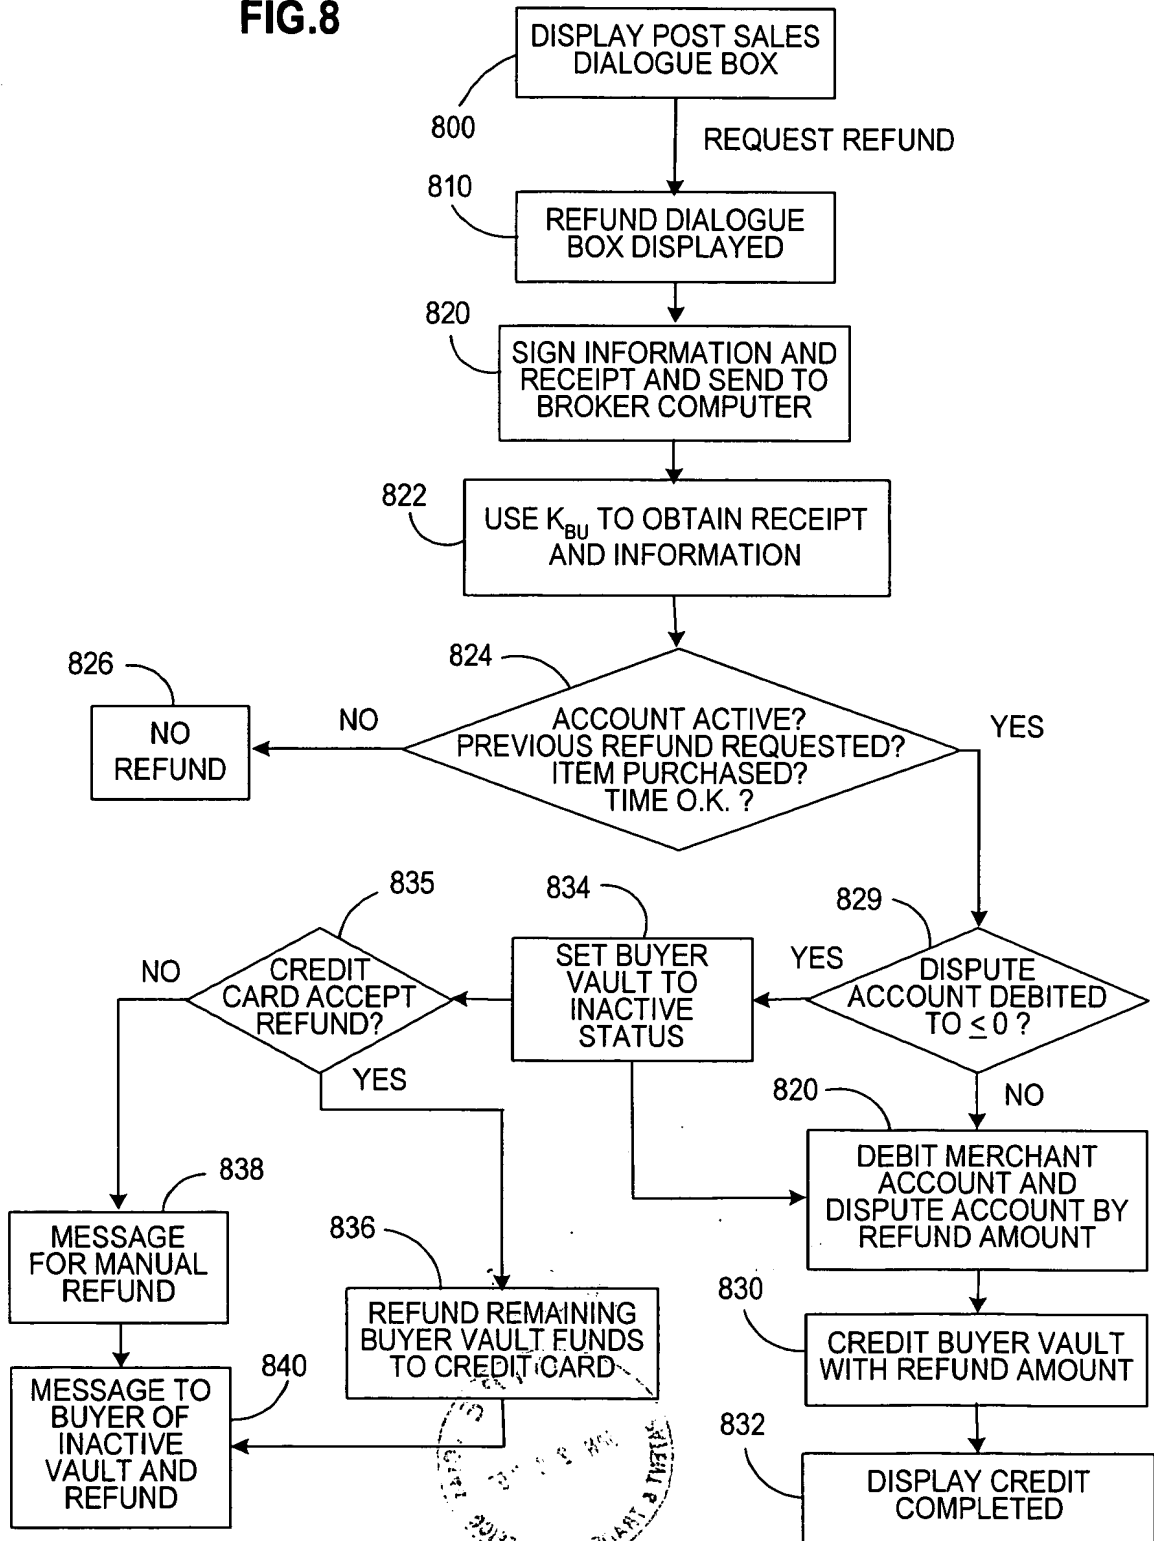 FIG.8
DISPLAY POST SALES
DIALOGUE BOX
800
REQUEST REFUND
810
REFUND DIALOGUE
BOX DISPLAYED
820
SIGN INFORMATION AND
RECEIPT AND SEND TO
BROKER COMPUTER
822
USE KBU TO OBTAIN RECEIPT
AND INFORMATION
824
826
NO
REFUND
NO
ACCOUNT ACTIVE?
PREVIOUS REFUND REQUESTED?
ITEM PURCHASED?
TIME O.K. ?
YES
835
834
829
NO
CREDIT
CARD ACCEPT
REFUND?
YES
SET BUYER
VAULT TO
INACTIVE
STATUS
YES
DISPUTE
ACCOUNT DEBITED
TO ≤ 0 ?
NO
820
DEBIT MERCHANT
ACCOUNT AND
DISPUTE ACCOUNT BY
REFUND AMOUNT
838
MESSAGE
FOR MANUAL
REFUND
836
REFUND REMAINING
BUYER VAULT FUNDS
TO CREDIT CARD
830
CREDIT BUYER VAULT
WITH REFUND AMOUNT
840
MESSAGE TO
BUYER OF
INACTIVE
VAULT AND
REFUND
832
DISPLAY CREDIT
COMPLETED